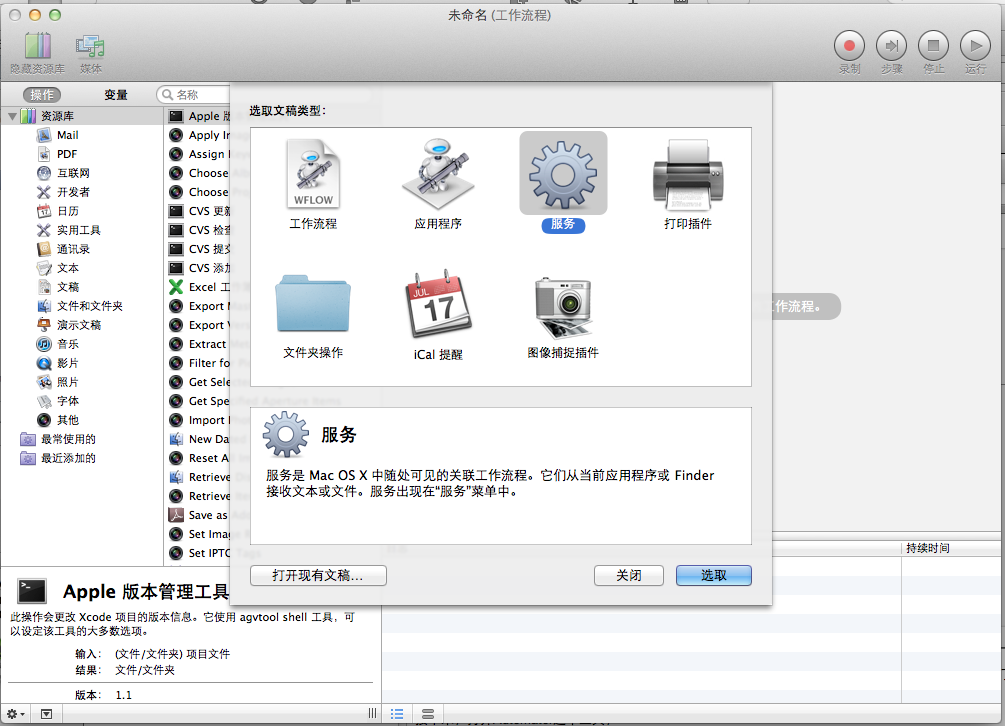 未命名 (工作流程)
隐藏资源库
媒体
录制
步骤
停止
运行
操作
变量
名称
资源库
Mail
PDF
互联网
开发者
日历
实用工具
通讯录
文本
文稿
文件和文件夹
演示文稿
音乐
影片
照片
字体
其他
最常使用的
最近添加的
Apple
Apply
Assign
Choose
Choose
CVS 更新
CVS 检查
CVS 提交
CVS 添加
Excel
Export
Export
Extract
Filter for
Get
Get
Import
New
Reset
Retrieve
Retrieve
Save as
Set
Set IPTC Tags
选取文稿类型：
WFLOW
工作流程
应用程序
服务
打印插件
文件夹操作
JUL
17
iCal 提醒
图像捕捉插件
工作流程。
服务
服务是 Mac OS X 中随处可见的关联工作流程。它们从当前应用程序或 Finder
接收文本或文件。服务出现在“服务”菜单中。
打开现有文稿...
关闭
选取
持续时间
Apple 版本管理工具
此操作会更改 Xcode 项目的版本信息。它使用 agvtool shell 工具，可
以设定该工具的大多数选项。
输入： (文件/文件夹) 项目文件
结果： 文件/文件夹
版本： 1.1